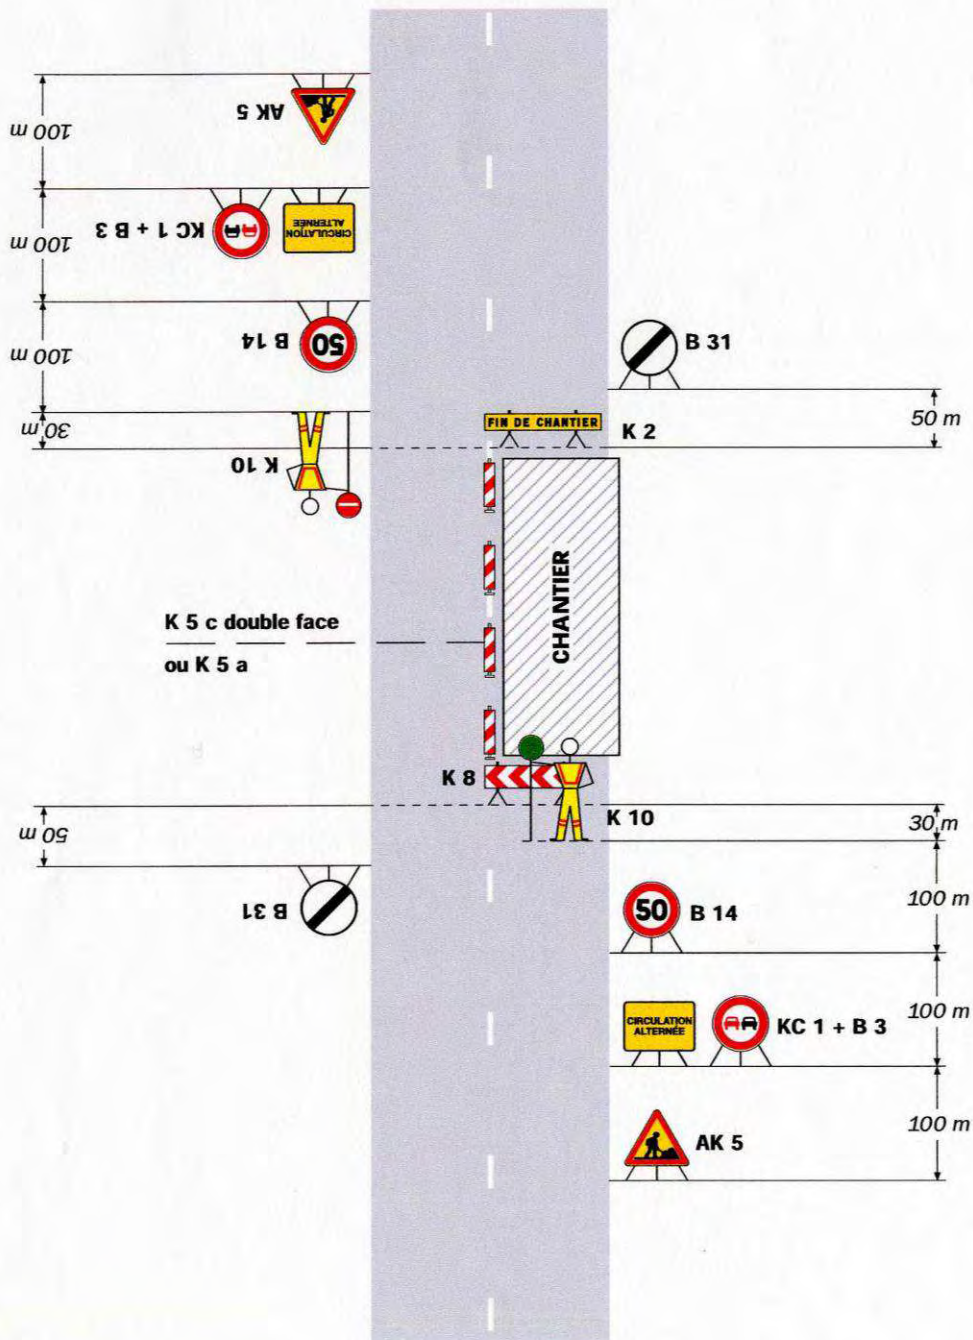 AK 5
100 m
KC 1 + B 3
CIRCULATION
ALTERNÉE
100 m
B 14
50
100 m
B 31
50 m
FIN DE CHANTIER
K 2
30 m
K 10
K 5 c double face
ou K 5 a
CHANTIER
K 8
K 10
30 m
50 m
B 31
50
B 14
100 m
CIRCULATION
ALTERNÉE
KC 1 + B 3
100 m
AK 5
100 m